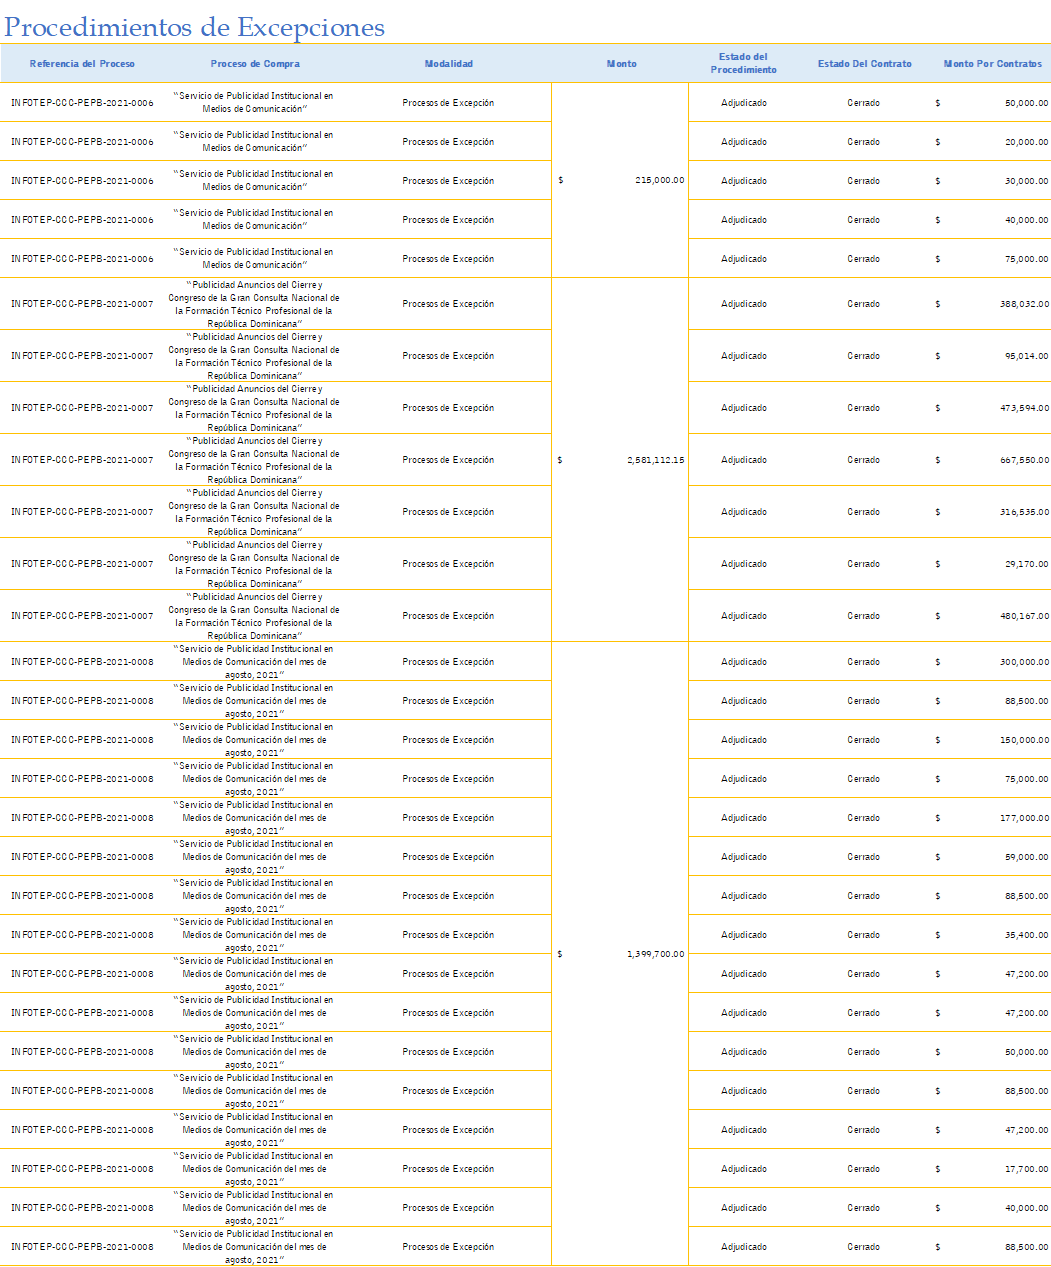 Procedimientos de Excepciones
Referencia del Proceso Proceso de Compra Modalidad Monto Estado del Procedimiento Estado Del Contrato Monto Por Contratos
INFOTEP-CCC-PEPB-2021-0006 "Servicio de Publicidad Institucional en Medios de Comunicación" Procesos de Excepción Adjudicado Cerrado $ 50,000.00
INFOTEP-CCC-PEPB-2021-0006 "Servicio de Publicidad Institucional en Medios de Comunicación" Procesos de Excepción Adjudicado Cerrado $ 20,000.00
INFOTEP-CCC-PEPB-2021-0006 "Servicio de Publicidad Institucional en Medios de Comunicación" Procesos de Excepción $ 215,000.00 Adjudicado Cerrado $ 30,000.00
INFOTEP-CCC-PEPB-2021-0006 "Servicio de Publicidad Institucional en Medios de Comunicación" Procesos de Excepción Adjudicado Cerrado $ 40,000.00
INFOTEP-CCC-PEPB-2021-0006 "Servicio de Publicidad Institucional en Medios de Comunicación" Procesos de Excepción Adjudicado Cerrado $ 75,000.00
INFOTEP-CCC-PEPB-2021-0007 "Publicidad Anuncios del Cierre y Congreso de la Gran Consulta Nacional de la Formación Técnico Profesional de la República Dominicana" Procesos de Excepción Adjudicado Cerrado $ 388,032.00
INFOTEP-CCC-PEPB-2021-0007 "Publicidad Anuncios del Cierre y Congreso de la Gran Consulta Nacional de la Formación Técnico Profesional de la República Dominicana" Procesos de Excepción Adjudicado Cerrado $ 95,014.00
INFOTEP-CCC-PEPB-2021-0007 "Publicidad Anuncios del Cierre y Congreso de la Gran Consulta Nacional de la Formación Técnico Profesional de la República Dominicana" Procesos de Excepción Adjudicado Cerrado $ 473,594.00
INFOTEP-CCC-PEPB-2021-0007 "Publicidad Anuncios del Cierre y Congreso de la Gran Consulta Nacional de la Formación Técnico Profesional de la República Dominicana" Procesos de Excepción $ 2,581,112.15 Adjudicado Cerrado $ 667,550.00
INFOTEP-CCC-PEPB-2021-0007 "Publicidad Anuncios del Cierre y Congreso de la Gran Consulta Nacional de la Formación Técnico Profesional de la República Dominicana" Procesos de Excepción Adjudicado Cerrado $ 316,535.00
INFOTEP-CCC-PEPB-2021-0007 "Publicidad Anuncios del Cierre y Congreso de la Gran Consulta Nacional de la Formación Técnico Profesional de la República Dominicana" Procesos de Excepción Adjudicado Cerrado $ 29,170.00
INFOTEP-CCC-PEPB-2021-0007 "Publicidad Anuncios del Cierre y Congreso de la Gran Consulta Nacional de la Formación Técnico Profesional de la República Dominicana" Procesos de Excepción Adjudicado Cerrado $ 480,167.00
INFOTEP-CCC-PEPB-2021-0008 "Servicio de Publicidad Institucional en Medios de Comunicación del mes de agosto, 2021" Procesos de Excepción Adjudicado Cerrado $ 300,000.00
INFOTEP-CCC-PEPB-2021-0008 "Servicio de Publicidad Institucional en Medios de Comunicación del mes de agosto, 2021" Procesos de Excepción Adjudicado Cerrado $ 88,500.00
INFOTEP-CCC-PEPB-2021-0008 "Servicio de Publicidad Institucional en Medios de Comunicación del mes de agosto, 2021" Procesos de Excepción Adjudicado Cerrado $ 150,000.00
INFOTEP-CCC-PEPB-2021-0008 "Servicio de Publicidad Institucional en Medios de Comunicación del mes de agosto, 2021" Procesos de Excepción Adjudicado Cerrado $ 75,000.00
INFOTEP-CCC-PEPB-2021-0008 "Servicio de Publicidad Institucional en Medios de Comunicación del mes de agosto, 2021" Procesos de Excepción Adjudicado Cerrado $ 177,000.00
INFOTEP-CCC-PEPB-2021-0008 "Servicio de Publicidad Institucional en Medios de Comunicación del mes de agosto, 2021" Procesos de Excepción Adjudicado Cerrado $ 59,000.00
INFOTEP-CCC-PEPB-2021-0008 "Servicio de Publicidad Institucional en Medios de Comunicación del mes de agosto, 2021" Procesos de Excepción Adjudicado Cerrado $ 88,500.00
INFOTEP-CCC-PEPB-2021-0008 "Servicio de Publicidad Institucional en Medios de Comunicación del mes de agosto, 2021" Procesos de Excepción Adjudicado Cerrado $ 35,400.00
INFOTEP-CCC-PEPB-2021-0008 "Servicio de Publicidad Institucional en Medios de Comunicación del mes de agosto, 2021" Procesos de Excepción $ 1,399,700.00 Adjudicado Cerrado $ 47,200.00
INFOTEP-CCC-PEPB-2021-0008 "Servicio de Publicidad Institucional en Medios de Comunicación del mes de agosto, 2021" Procesos de Excepción Adjudicado Cerrado $ 47,200.00
INFOTEP-CCC-PEPB-2021-0008 "Servicio de Publicidad Institucional en Medios de Comunicación del mes de agosto, 2021" Procesos de Excepción Adjudicado Cerrado $ 50,000.00
INFOTEP-CCC-PEPB-2021-0008 "Servicio de Publicidad Institucional en Medios de Comunicación del mes de agosto, 2021" Procesos de Excepción Adjudicado Cerrado $ 88,500.00
INFOTEP-CCC-PEPB-2021-0008 "Servicio de Publicidad Institucional en Medios de Comunicación del mes de agosto, 2021" Procesos de Excepción Adjudicado Cerrado $ 47,200.00
INFOTEP-CCC-PEPB-2021-0008 "Servicio de Publicidad Institucional en Medios de Comunicación del mes de agosto, 2021" Procesos de Excepción Adjudicado Cerrado $ 17,700.00
INFOTEP-CCC-PEPB-2021-0008 "Servicio de Publicidad Institucional en Medios de Comunicación del mes de agosto, 2021" Procesos de Excepción Adjudicado Cerrado $ 40,000.00
INFOTEP-CCC-PEPB-2021-0008 "Servicio de Publicidad Institucional en Medios de Comunicación del mes de agosto, 2021" Procesos de Excepción Adjudicado Cerrado $ 88,500.00